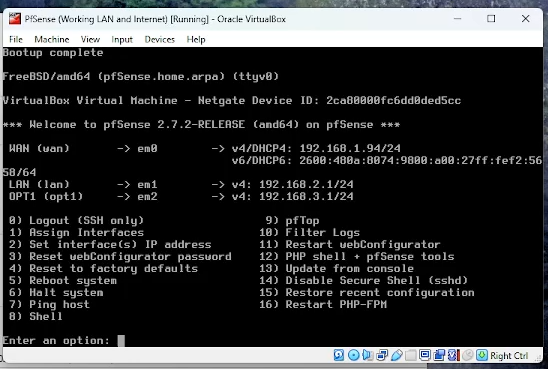 PfSense (Working LAN and Internet) [Running] - Oracle VirtualBox
File Machine View Input Devices Help
Bootup complete
FreeBSD/amd64 (pfSense.home.arpa) (ttyv0)
VirtualBox Virtual Machine - Netgate Device ID: 2ca80000fc6dd0ded5cc
*** Welcome to pfSense 2.7.2-RELEASE (amd64) on pfSense ***
WAN (wan) -> em0 -> v4/DHCP4: 192.168.1.94/24
v6/DHCP6: 2600:480a:8074:9800:a00:27ff:fef2:56
58/64
LAN (lan) -> em1 -> v4: 192.168.2.1/24
OPT1 (opt1) -> em2 -> v4: 192.168.3.1/24
0) Logout (SSH only) 9) pfTop
1) Assign Interfaces 10) Filter Logs
2) Set interface(s) IP address 11) Restart webConfigurator
3) Reset webConfigurator password 12) PHP shell + pfSense tools
4) Reset to factory defaults 13) Update from console
5) Reboot system 14) Disable Secure Shell (sshd)
6) Halt system 15) Restore recent configuration
7) Ping host 16) Restart PHP-FPM
8) Shell
Enter an option:
Right Ctrl